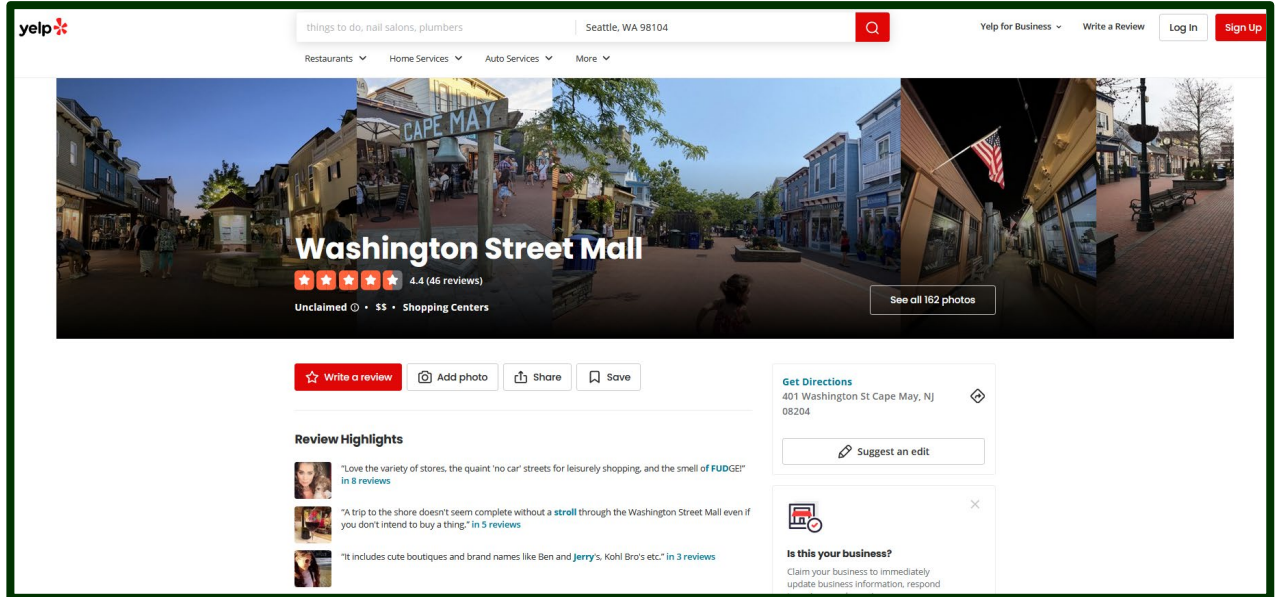 yelp
things to do, nail salons, plumbers
Seattle, WA 98104
Yelp for Business
Write a Review
Log In
Sign Up
Restaurants
Home Services
Auto Services
More
CAPE MAY
Washington Street Mall
4.4 (46 reviews)
Unclaimed • $$ • Shopping Centers
See all 162 photos
Write a review
Add photo
Share
Save
Get Directions
401 Washington St Cape May, NJ
08204
Suggest an edit
Review Highlights
"Love the variety of stores, the quaint 'no car' streets for leisurely shopping, and the smell of FUDGE!"
in 8 reviews
"A trip to the shore doesn't seem complete without a stroll through the Washington Street Mall even if
you don't intend to buy a thing." in 5 reviews
"It includes cute boutiques and brand names like Ben and Jerry's, Kohl Bro's etc." in 3 reviews
Is this your business?
Claim your business to immediately
update business information, respond